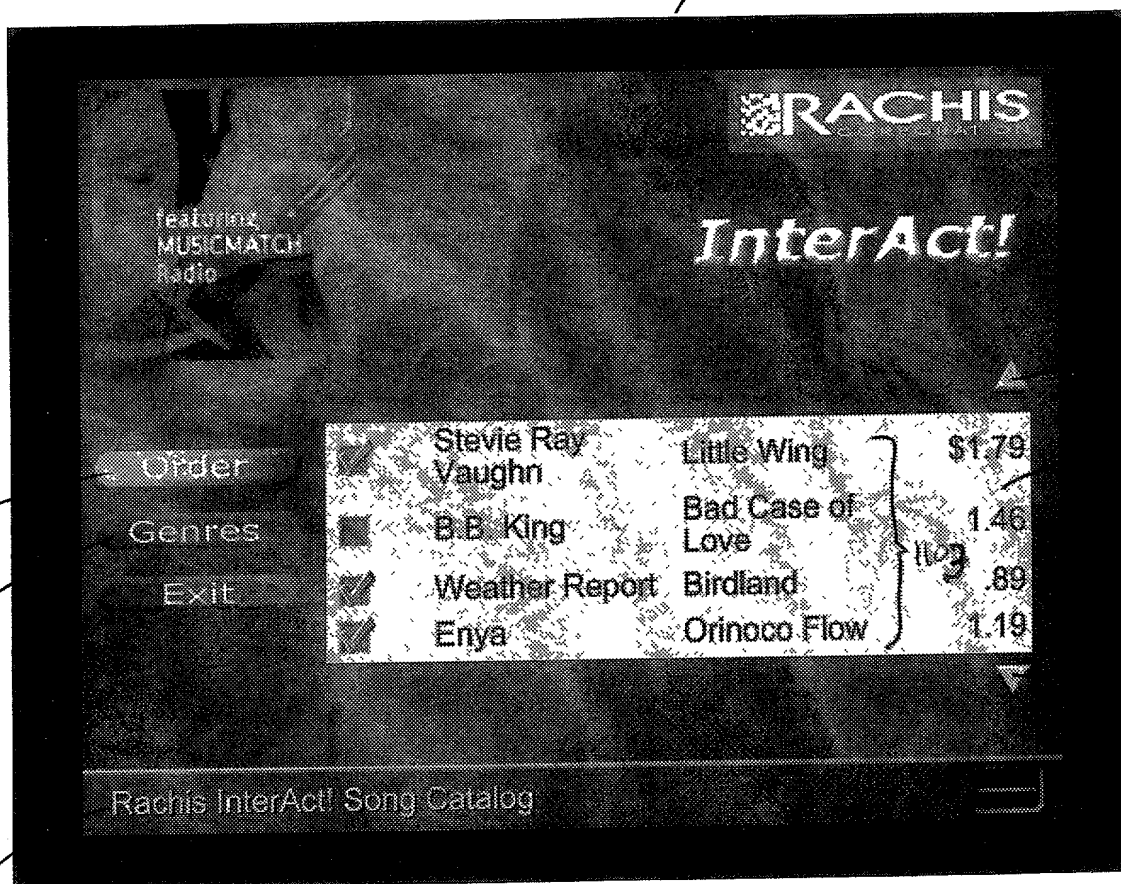 RACHIS
featuring
MUSICMATCH
Radio
InterAct!
Order
Genres
Exit
Stevie Ray Vaughn Little Wing $1.79
B.B. King Bad Case of Love 1.46
Weather Report Birdland .89
Enya Orinoco Flow 1.19
1103
Rachis InterAct! Song Catalog